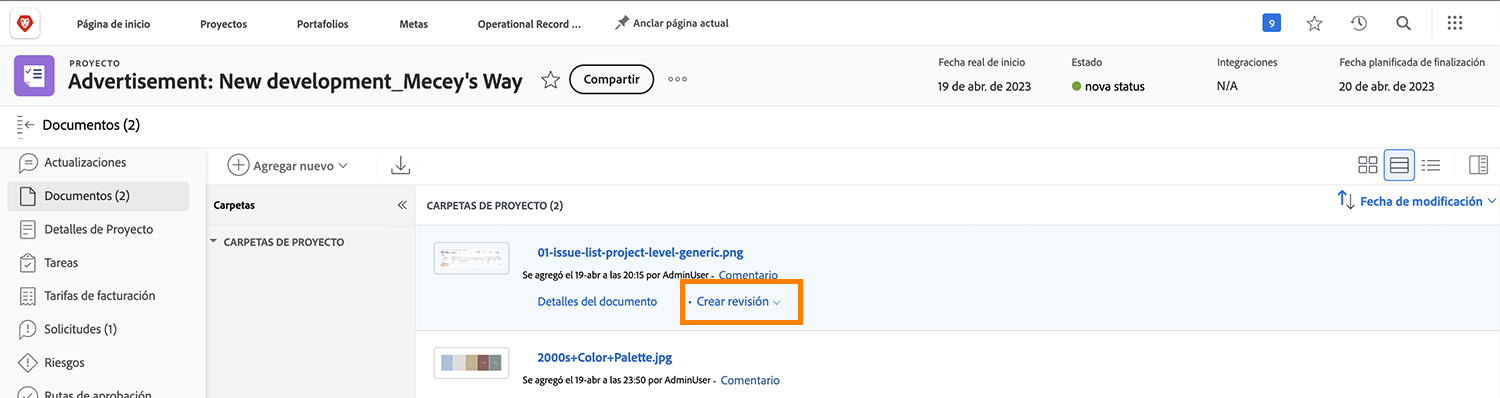 Página de inicio Proyectos Portafolios Metas Operational Record ... Anclar página actual 9
PROYECTO
Advertisement: New development_Mecey's Way Compartir
Fecha real de inicio Estado Integraciones Fecha planificada de finalización
19 de abr. de 2023 nova status N/A 20 de abr. de 2023
Documentos (2)
Actualizaciones
Documentos (2)
Detalles de Proyecto
Tareas
Tarifas de facturación
Solicitudes (1)
Riesgos
Rutas de aprobación
Agregar nuevo
Carpetas
CARPETAS DE PROYECTO
CARPETAS DE PROYECTO (2)
Fecha de modificación
01-issue-list-project-level-generic.png
Se agregó el 19-abr a las 20:15 por AdminUser - Comentario
Detalles del documento • Crear revisión
2000s+Color+Palette.jpg
Se agregó el 19-abr a las 23:50 por AdminUser - Comentario